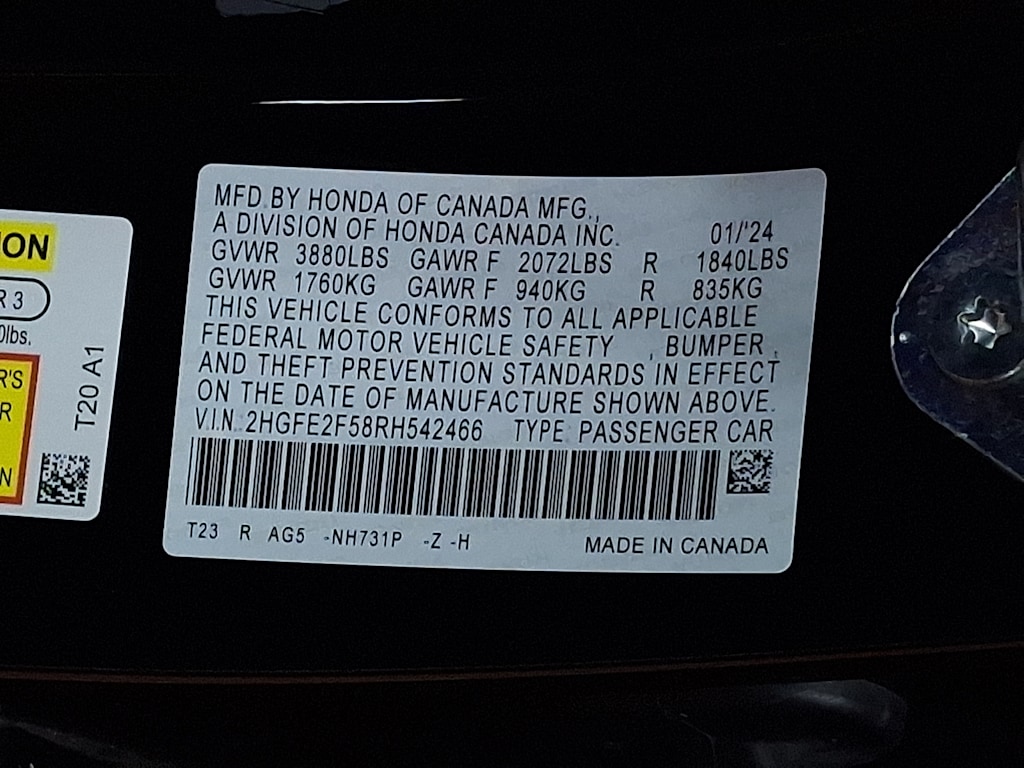 MFD. BY HONDA OF CANADA MFG.,
A DIVISION OF HONDA CANADA INC. 01/'24
GVWR 3880LBS GAWR F 2072LBS R 1840LBS
GVWR 1760KG GAWR F 940KG R 835KG
THIS VEHICLE CONFORMS TO ALL APPLICABLE
FEDERAL MOTOR VEHICLE SAFETY , BUMPER ,
AND THEFT PREVENTION STANDARDS IN EFFECT
ON THE DATE OF MANUFACTURE SHOWN ABOVE.
V.I.N.: 2HGFE2F58RH542466 TYPE: PASSENGER CAR
T23 R AG5 -NH731P -Z -H MADE IN CANADA
ION
R 3
0lbs.
R'S
R
N
T20 A1